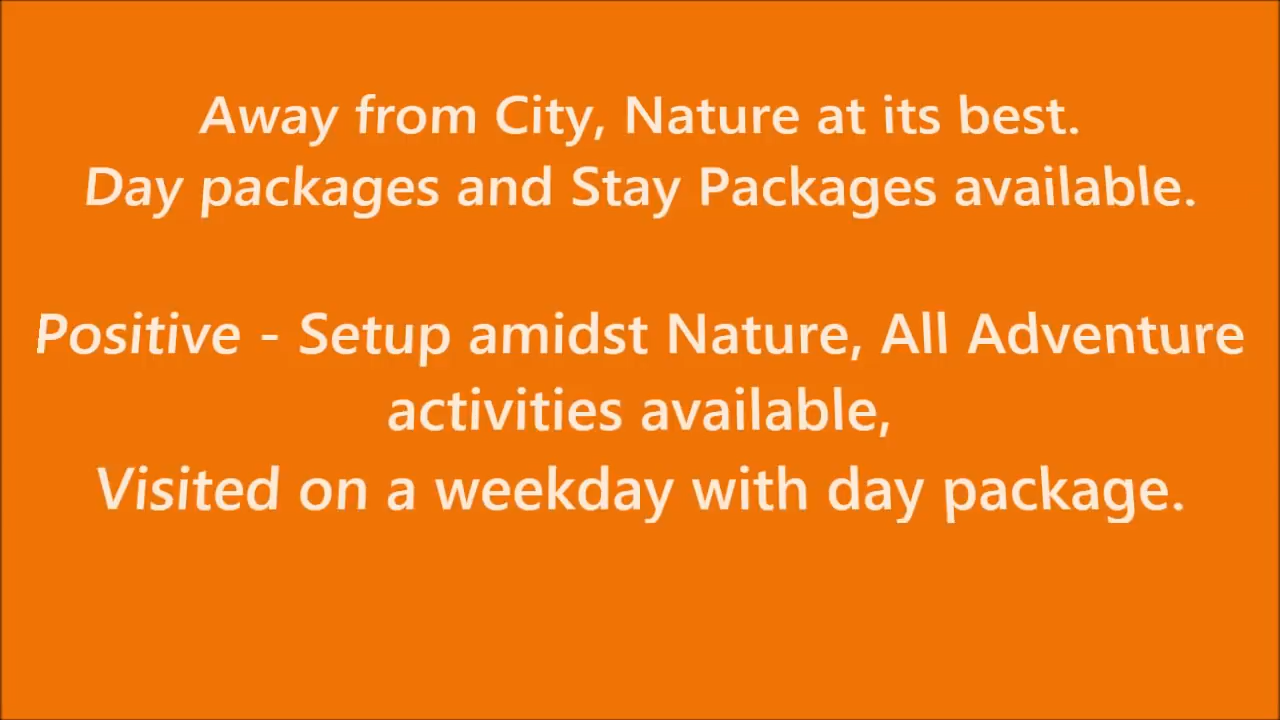 Away from City, Nature at its best.
Day packages and Stay Packages available.
Positive - Setup amidst Nature, All Adventure
activities available,
Visited on a weekday with day package.